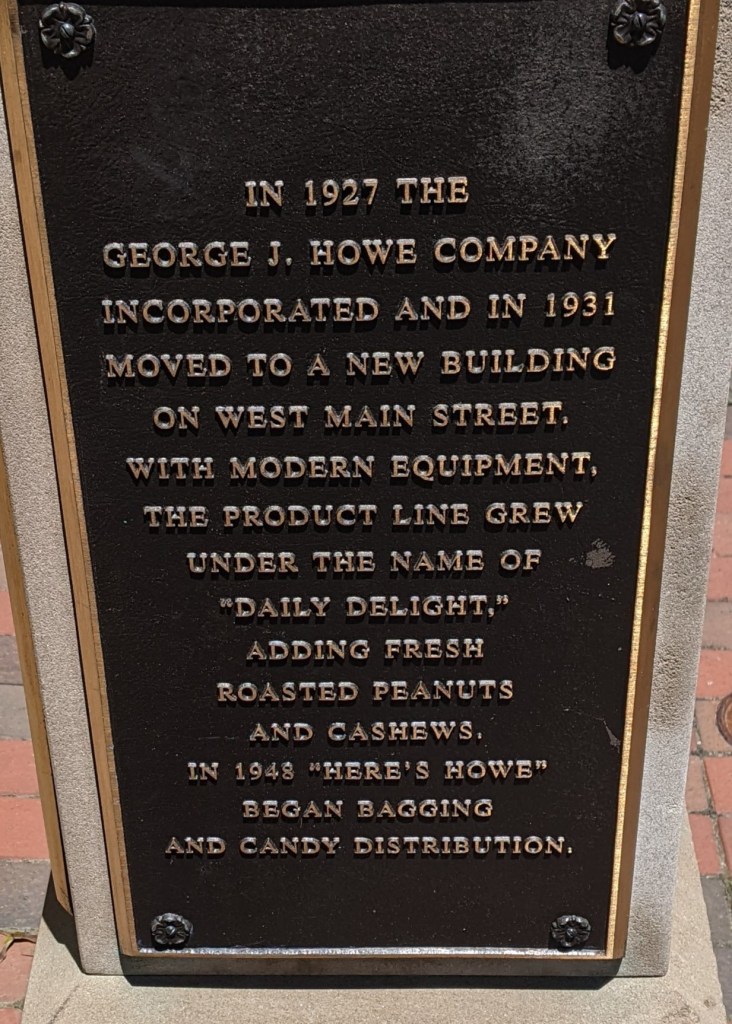 IN 1927 THE
GEORGE J. HOWE COMPANY
INCORPORATED AND IN 1931
MOVED TO A NEW BUILDING
ON WEST MAIN STREET.
WITH MODERN EQUIPMENT,
THE PRODUCT LINE GREW
UNDER THE NAME OF
"DAILY DELIGHT,"
ADDING FRESH
ROASTED PEANUTS
AND CASHEWS.
IN 1948 "HERE'S HOWE"
BEGAN BAGGING
AND CANDY DISTRIBUTION.